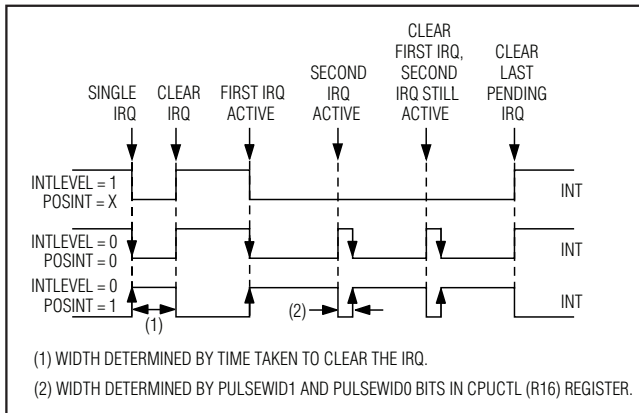 SINGLE
IRQ
CLEAR
IRQ
FIRST IRQ
ACTIVE
SECOND
IRQ
ACTIVE
CLEAR
FIRST IRQ,
SECOND
IRQ STILL
ACTIVE
CLEAR
LAST
PENDING
IRQ
INTLEVEL = 1
POSINT = X
INT
INTLEVEL = 0
POSINT = 0
INT
INTLEVEL = 0
POSINT = 1
INT
(1)
(2)
(1) WIDTH DETERMINED BY TIME TAKEN TO CLEAR THE IRQ.
(2) WIDTH DETERMINED BY PULSEWID1 AND PULSEWID0 BITS IN CPUCTL (R16) REGISTER.